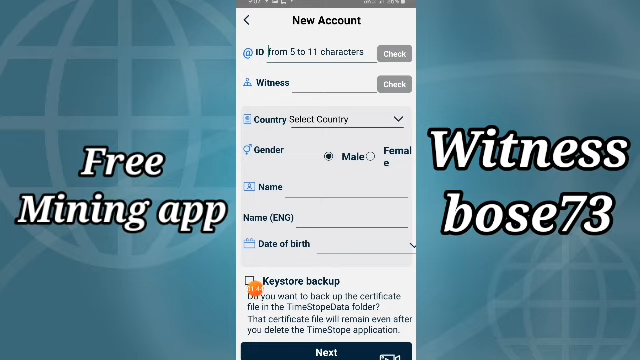 New Account
@ ID from 5 to 11 characters Check
Witness Check
Country Select Country
Gender Male Femal
e
Name
Name (ENG)
Date of birth
Keystore backup
Do you want to back up the certificate
file in the TimeStopeData folder?
That certificate file will remain even after
you delete the TimeStope application.
Next
Free
Mining app
Witness
bose73